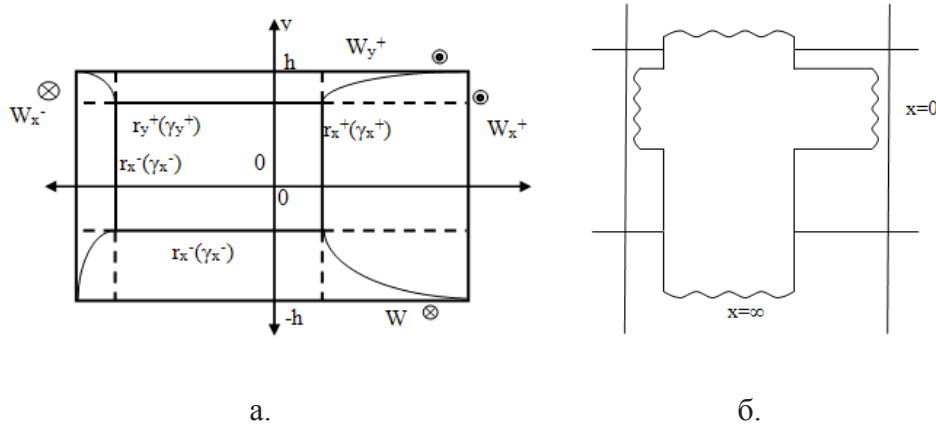 v
W_y^+
h
W_x^-
W_x^+
r_y^+(γ_y^+)
r_x^+(γ_x^+)
r_x^-(γ_x^-)
0
0
r_x^-(γ_x^-)
-h
W
x=0
x=∞
а.
б.